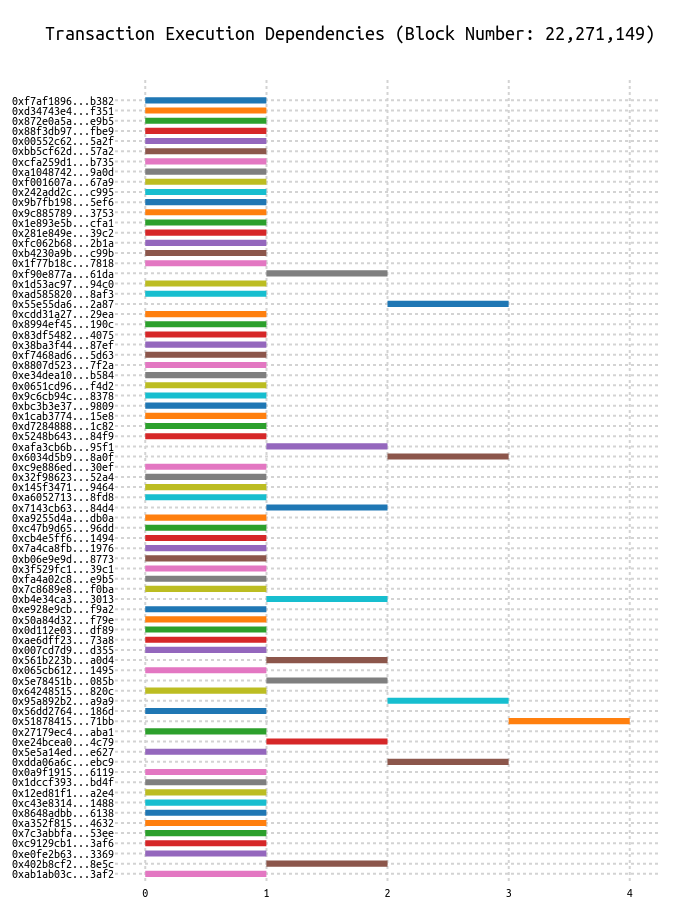 Transaction Execution Dependencies (Block Number: 22,271,149)
0xf7af1896...b382
0xd34743e4...f351
0x872e0a5a...e9b5
0x88f3db97...fbe9
0x00552c62...5a2f
0xbb5cf62d...57a2
0xcfa259d1...b735
0xa1048742...9a0d
0xf001607a...67a9
0x242add2c...c995
0x9b7fb198...5ef6
0x9c885789...3753
0x1e893e5b...cfa1
0x281e849e...39c2
0xfc062b68...2b1a
0xb4230a9b...c99b
0x1f77b18c...7818
0xf90e877a...61da
0x1d53ac97...94c0
0xad585820...8af3
0x55e55da6...2a87
0xcdd31a27...29ea
0x8994ef45...190c
0x83df5482...4075
0x38ba3f44...87ef
0xf7468ad6...5d63
0x8807d523...7f2a
0xe34dea10...b584
0x0651cd96...f4d2
0x9c6cb94c...8378
0xbc3b3e37...9809
0x1cab3774...15e8
0xd7284888...1c82
0x5248b643...84f9
0xafa3cb6b...95f1
0x6034d5b9...8a0f
0xc9e886ed...30ef
0x32f98623...52a4
0x145f3471...9464
0xa6052713...8fd8
0x7143cb63...84d4
0xa9255d4a...db0a
0xc47b9d65...96dd
0xcb4e5ff6...1494
0x7a4ca8fb...1976
0xb06e9e9d...8773
0x3f529fc1...39c1
0xfa4a02c8...e9b5
0x7c8689e8...f0ba
0xb4e34ca3...3013
0xe928e9cb...f9a2
0x50a84d32...f79e
0x0d112e03...df89
0xae6dff23...73a8
0x007cd7d9...d355
0x561b223b...a0d4
0x065cb612...1495
0x5e78451b...085b
0x64248515...820c
0x95a892b2...a9a9
0x56dd2764...186d
0x51878415...71bb
0x27179ec4...aba1
0xe24bcea0...4c79
0x5e5a14ed...e627
0xdda06a6c...ebc9
0x0a9f1915...6119
0x1dccf393...bd4f
0x12ed81f1...a2e4
0xc43e8314...1488
0x8648adbb...6138
0xa352f815...4632
0x7c3abbfa...53ee
0xc9129cb1...3af6
0xe0fe2b63...3369
0x402b8cf2...8e5c
0xab1ab03c...3af2
0 1 2 3 4